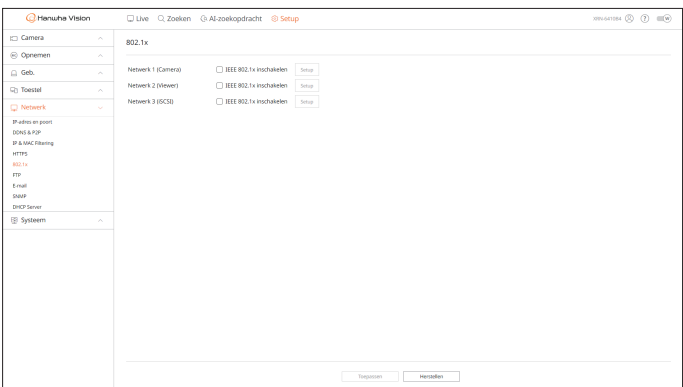 Hanwha Vision
Live Zoeken AI-zoekopdracht Setup
XRN-6410B4
Camera
Opnemen
Geb.
Toestel
Netwerk
IP-adres en poort
DDNS & P2P
IP & MAC Filtering
HTTPS
802.1x
FTP
E-mail
SNMP
DHCP Server
Systeem
802.1x
Netwerk 1 (Camera) IEEE 802.1x inschakelen Setup
Netwerk 2 (Viewer) IEEE 802.1x inschakelen Setup
Netwerk 3 (iSCSI) IEEE 802.1x inschakelen Setup
Toepassen Herstellen